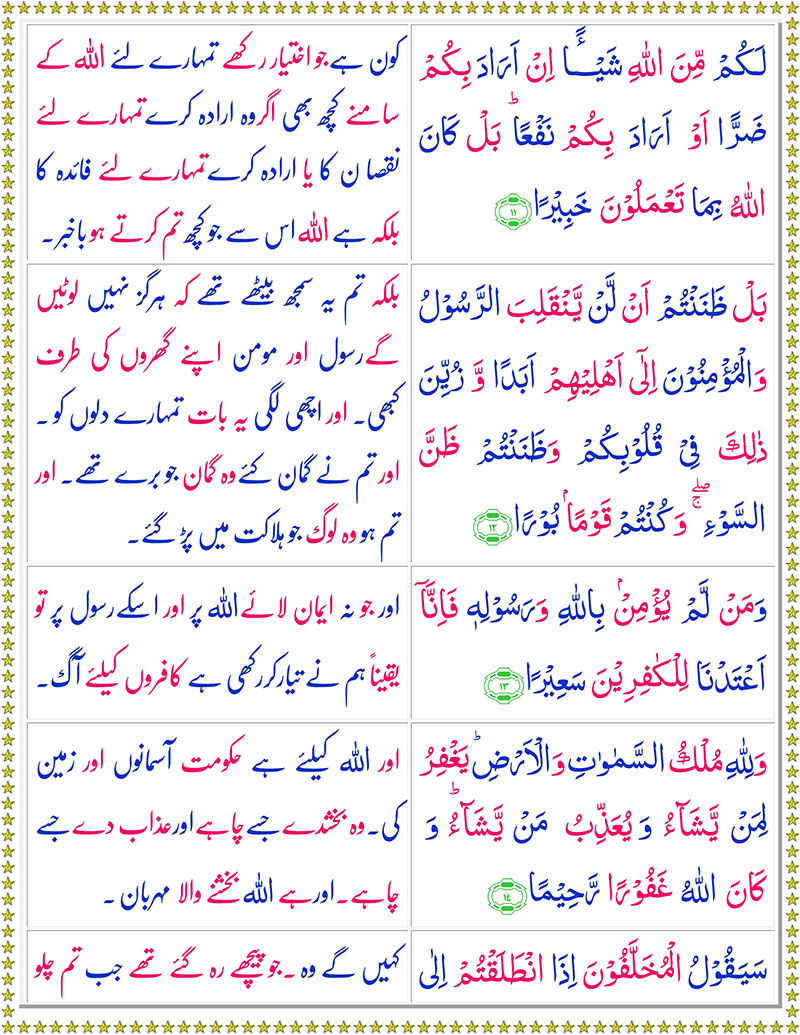 لَكُمْ مِّنَ اللّٰهِ شَيْـًٔا اِنْ اَرَادَ بِكُمْ
ضَرًّا اَوْ اَرَادَ بِكُمْ نَفْعًا ؕ بَلْ كَانَ
اللّٰهُ بِمَا تَعْمَلُوْنَ خَبِيْرًا ۱۱
کون ہے جو اختیار رکھے تمہارے لئے اللہ کے
سامنے کچھ بھی اگر وہ ارادہ کرے تمہارے لئے
نقصان کا یا ارادہ کرے تمہارے لئے فائدہ کا
بلکہ ہے اللہ اس سے جو کچھ تم کرتے ہو باخبر۔
بَلْ ظَنَنْتُمْ اَنْ لَّنْ يَّنْقَلِبَ الرَّسُوْلُ
وَالْمُؤْمِنُوْنَ اِلٰٓى اَهْلِيْهِمْ اَبَدًا وَّ زُيِّنَ
ذٰلِكَ فِيْ قُلُوْبِكُمْ وَظَنَنْتُمْ ظَنَّ
السَّوْءِ ۖۚ وَكُنْتُمْ قَوْمًاۢ بُوْرًا ۱۲
بلکہ تم یہ سمجھ بیٹھے تھے کہ ہرگز نہیں لوٹیں
گے رسول اور مومن اپنے گھروں کی طرف
کبھی۔ اور اچھی لگی یہ بات تمہارے دلوں کو۔
اور تم نے گمان کئے وہ گمان جو برے تھے۔ اور
تم ہو وہ لوگ جو ہلاکت میں پڑ گئے۔
وَمَنْ لَّمْ يُؤْمِنْۢ بِاللّٰهِ وَرَسُوْلِهٖ فَاِنَّاۤ
اَعْتَدْنَا لِلْكٰفِرِيْنَ سَعِيْرًا ۱۳
اور جو نہ ایمان لائے اللہ پر اور اسکے رسول پر تو
یقیناً ہم نے تیار کر رکھی ہے کافروں کیلئے آگ۔
وَلِلّٰهِ مُلْكُ السَّمٰوٰتِ وَالْاَرْضِ ؕ يَغْفِرُ
لِمَنْ يَّشَآءُ وَ يُعَذِّبُ مَنْ يَّشَآءُ ؕ وَ
كَانَ اللّٰهُ غَفُوْرًا رَّحِيْمًا ۱٤
اور اللہ کیلئے ہے حکومت آسمانوں اور زمین
کی۔ وہ بخشدے جسے چاہے اور عذاب دے جسے
چاہے۔ اور ہے اللہ بخشنے والا مہربان۔
سَيَقُوْلُ الْمُخَلَّفُوْنَ اِذَا انْطَلَقْتُمْ اِلٰى
کہیں گے وہ۔ جو پیچھے رہ گئے تھے جب تم چلو